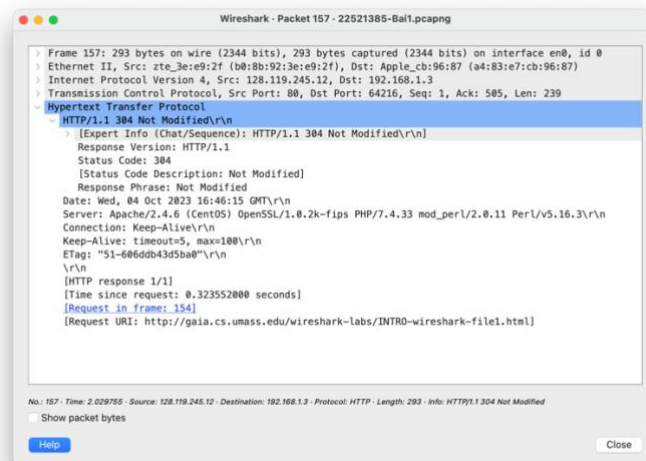 Wireshark · Packet 157 · 22521385-Bai1.pcapng
Frame 157: 293 bytes on wire (2344 bits), 293 bytes captured (2344 bits) on interface en0, id 0
Ethernet II, Src: zte_3e:e9:2f (b0:8b:92:3e:e9:2f), Dst: Apple_cb:96:87 (a4:83:e7:cb:96:87)
Internet Protocol Version 4, Src: 128.119.245.12, Dst: 192.168.1.3
Transmission Control Protocol, Src Port: 80, Dst Port: 64216, Seq: 1, Ack: 505, Len: 239
Hypertext Transfer Protocol
HTTP/1.1 304 Not Modified\r\n
[Expert Info (Chat/Sequence): HTTP/1.1 304 Not Modified\r\n]
Response Version: HTTP/1.1
Status Code: 304
[Status Code Description: Not Modified]
Response Phrase: Not Modified
Date: Wed, 04 Oct 2023 16:46:15 GMT\r\n
Server: Apache/2.4.6 (CentOS) OpenSSL/1.0.2k-fips PHP/7.4.33 mod_perl/2.0.11 Perl/v5.16.3\r\n
Connection: Keep-Alive\r\n
Keep-Alive: timeout=5, max=100\r\n
ETag: "51-606ddb43d5ba0"\r\n
\r\n
[HTTP response 1/1]
[Time since request: 0.323552000 seconds]
[Request in frame: 154]
[Request URI: http://gaia.cs.umass.edu/wireshark-labs/INTRO-wireshark-file1.html]
No.: 157 · Time: 2.029755 · Source: 128.119.245.12 · Destination: 192.168.1.3 · Protocol: HTTP · Length: 293 · Info: HTTP/1.1 304 Not Modified
Show packet bytes
Help
Close